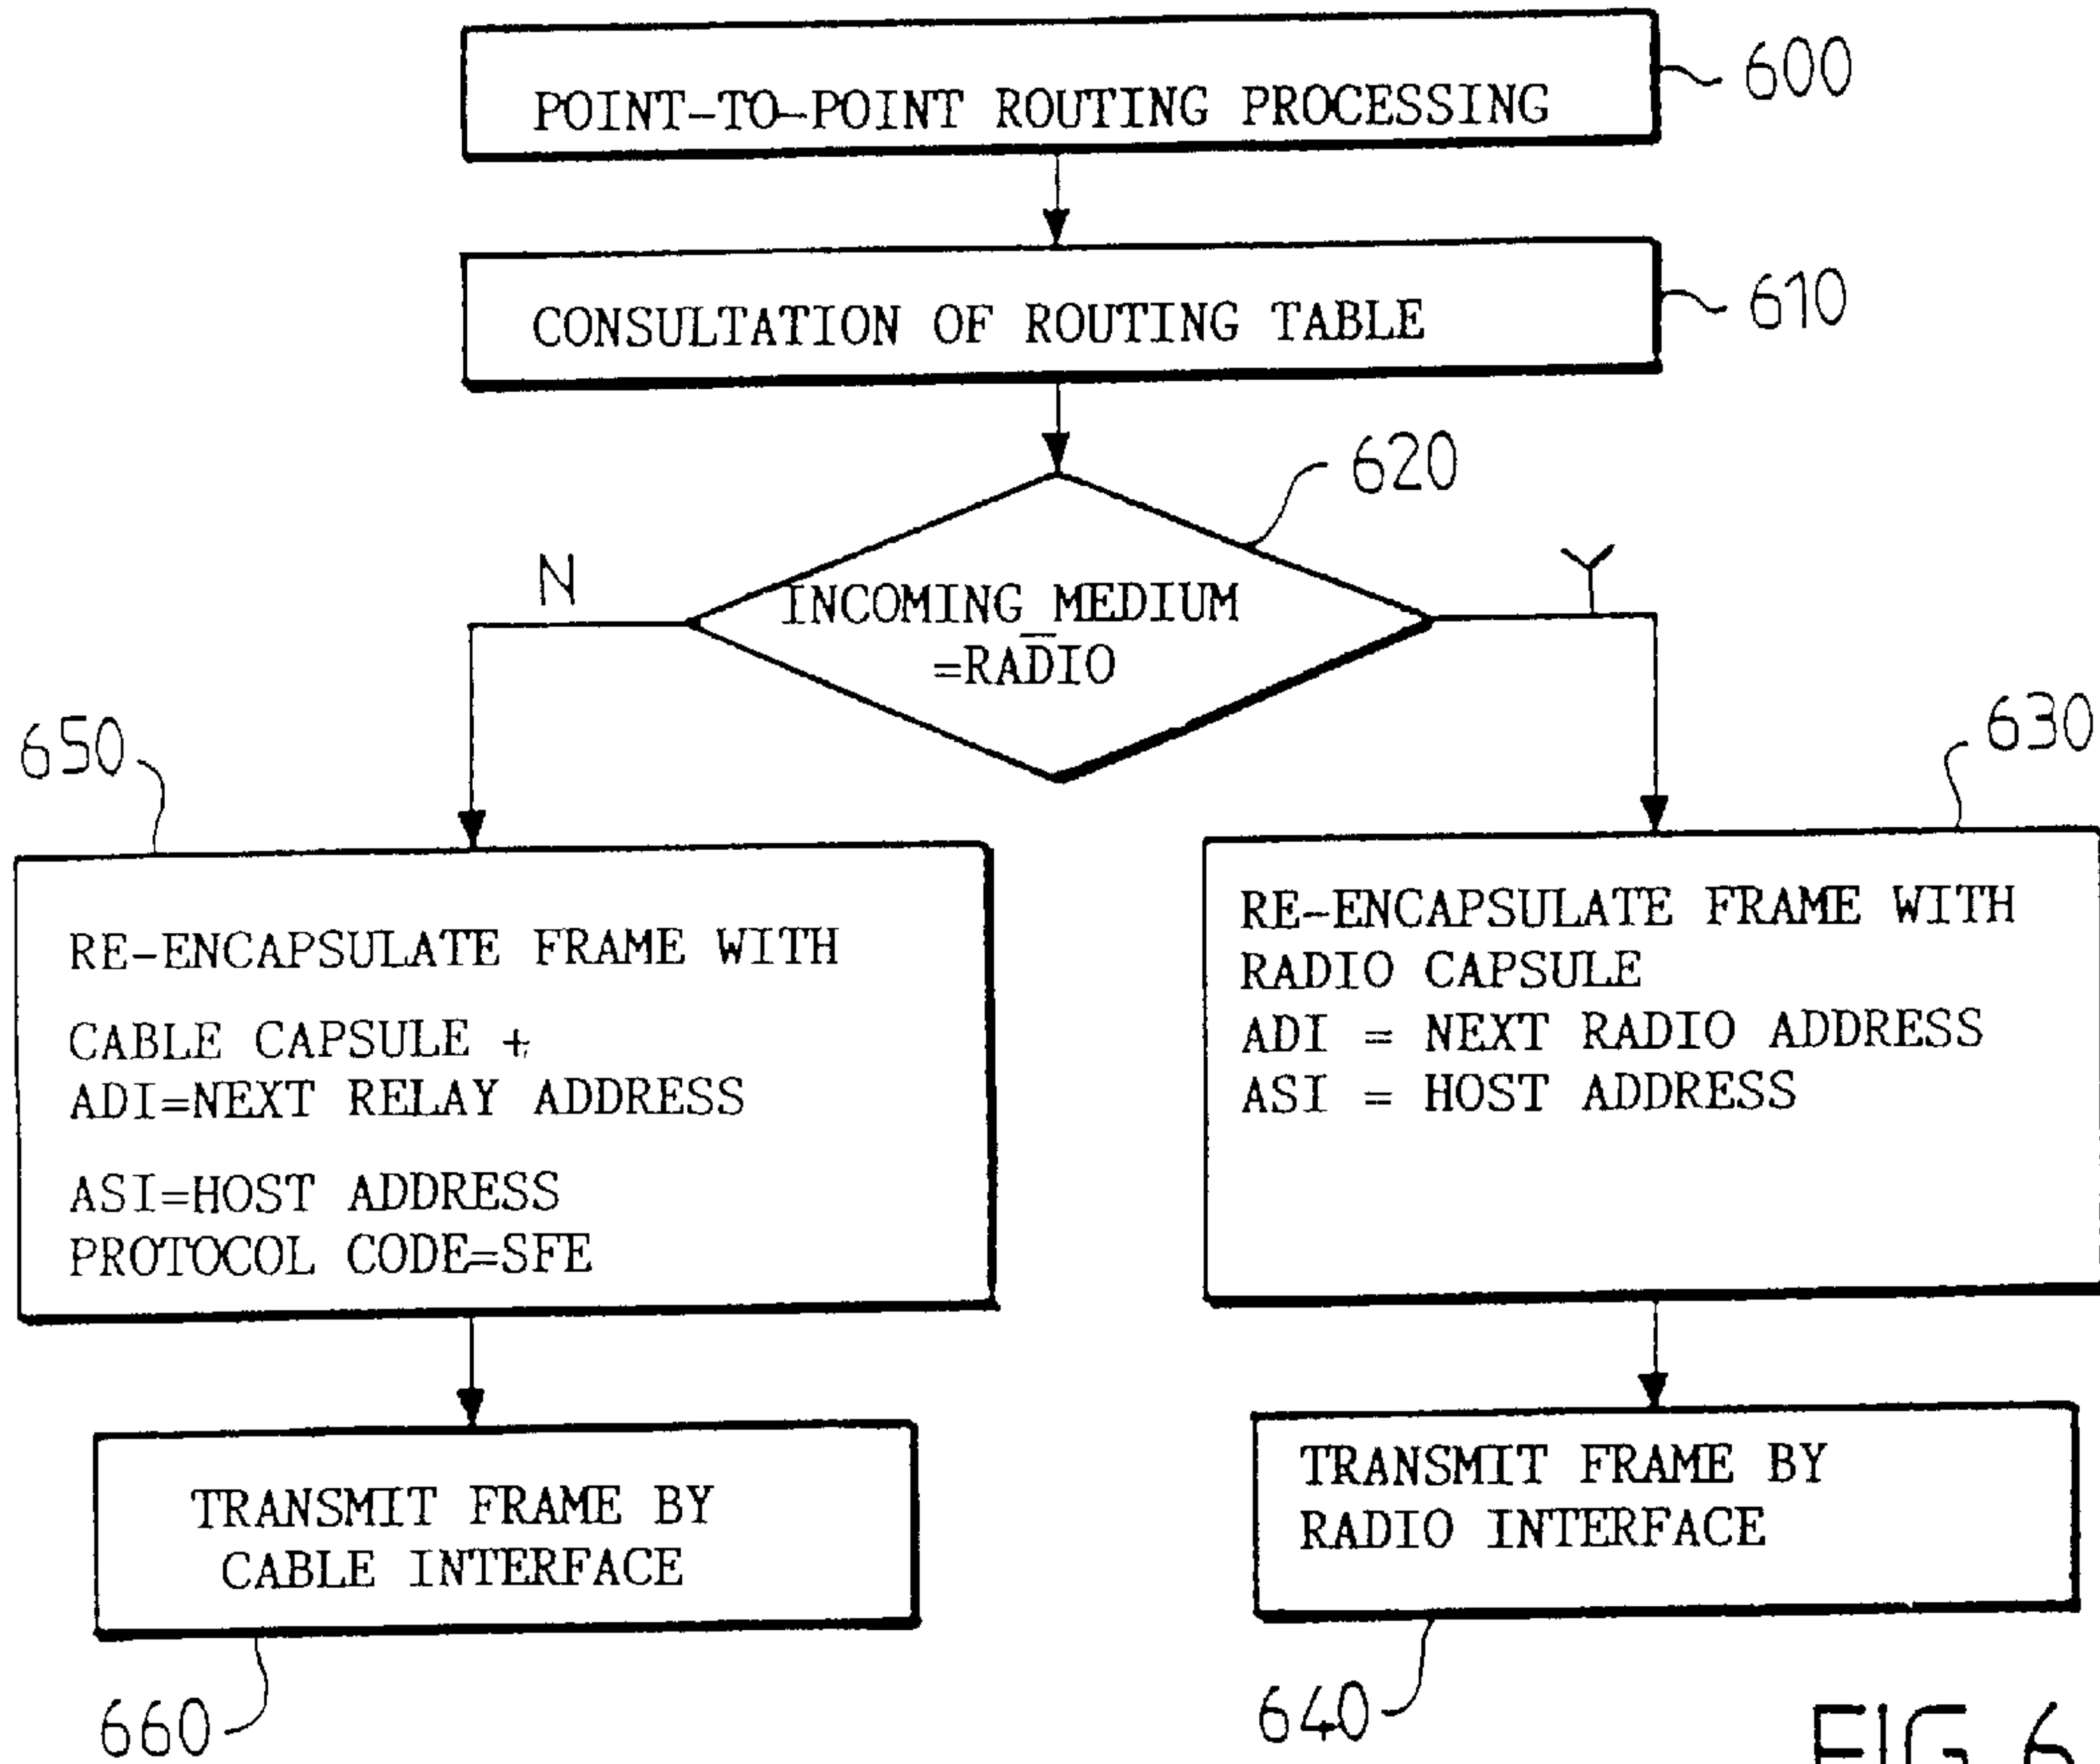 POINT-TO-POINT ROUTING PROCESSING
600
CONSULTATION OF ROUTING TABLE
610
620
N
INCOMING_MEDIUM
=RADIO
Y
650
630
RE-ENCAPSULATE FRAME WITH
CABLE CAPSULE +
ADI=NEXT RELAY ADDRESS
ASI=HOST ADDRESS
PROTOCOL CODE=SFE
RE-ENCAPSULATE FRAME WITH
RADIO CAPSULE
ADI = NEXT RADIO ADDRESS
ASI = HOST ADDRESS
TRANSMIT FRAME BY
CABLE INTERFACE
TRANSMIT FRAME BY
RADIO INTERFACE
660
640
FIG.6